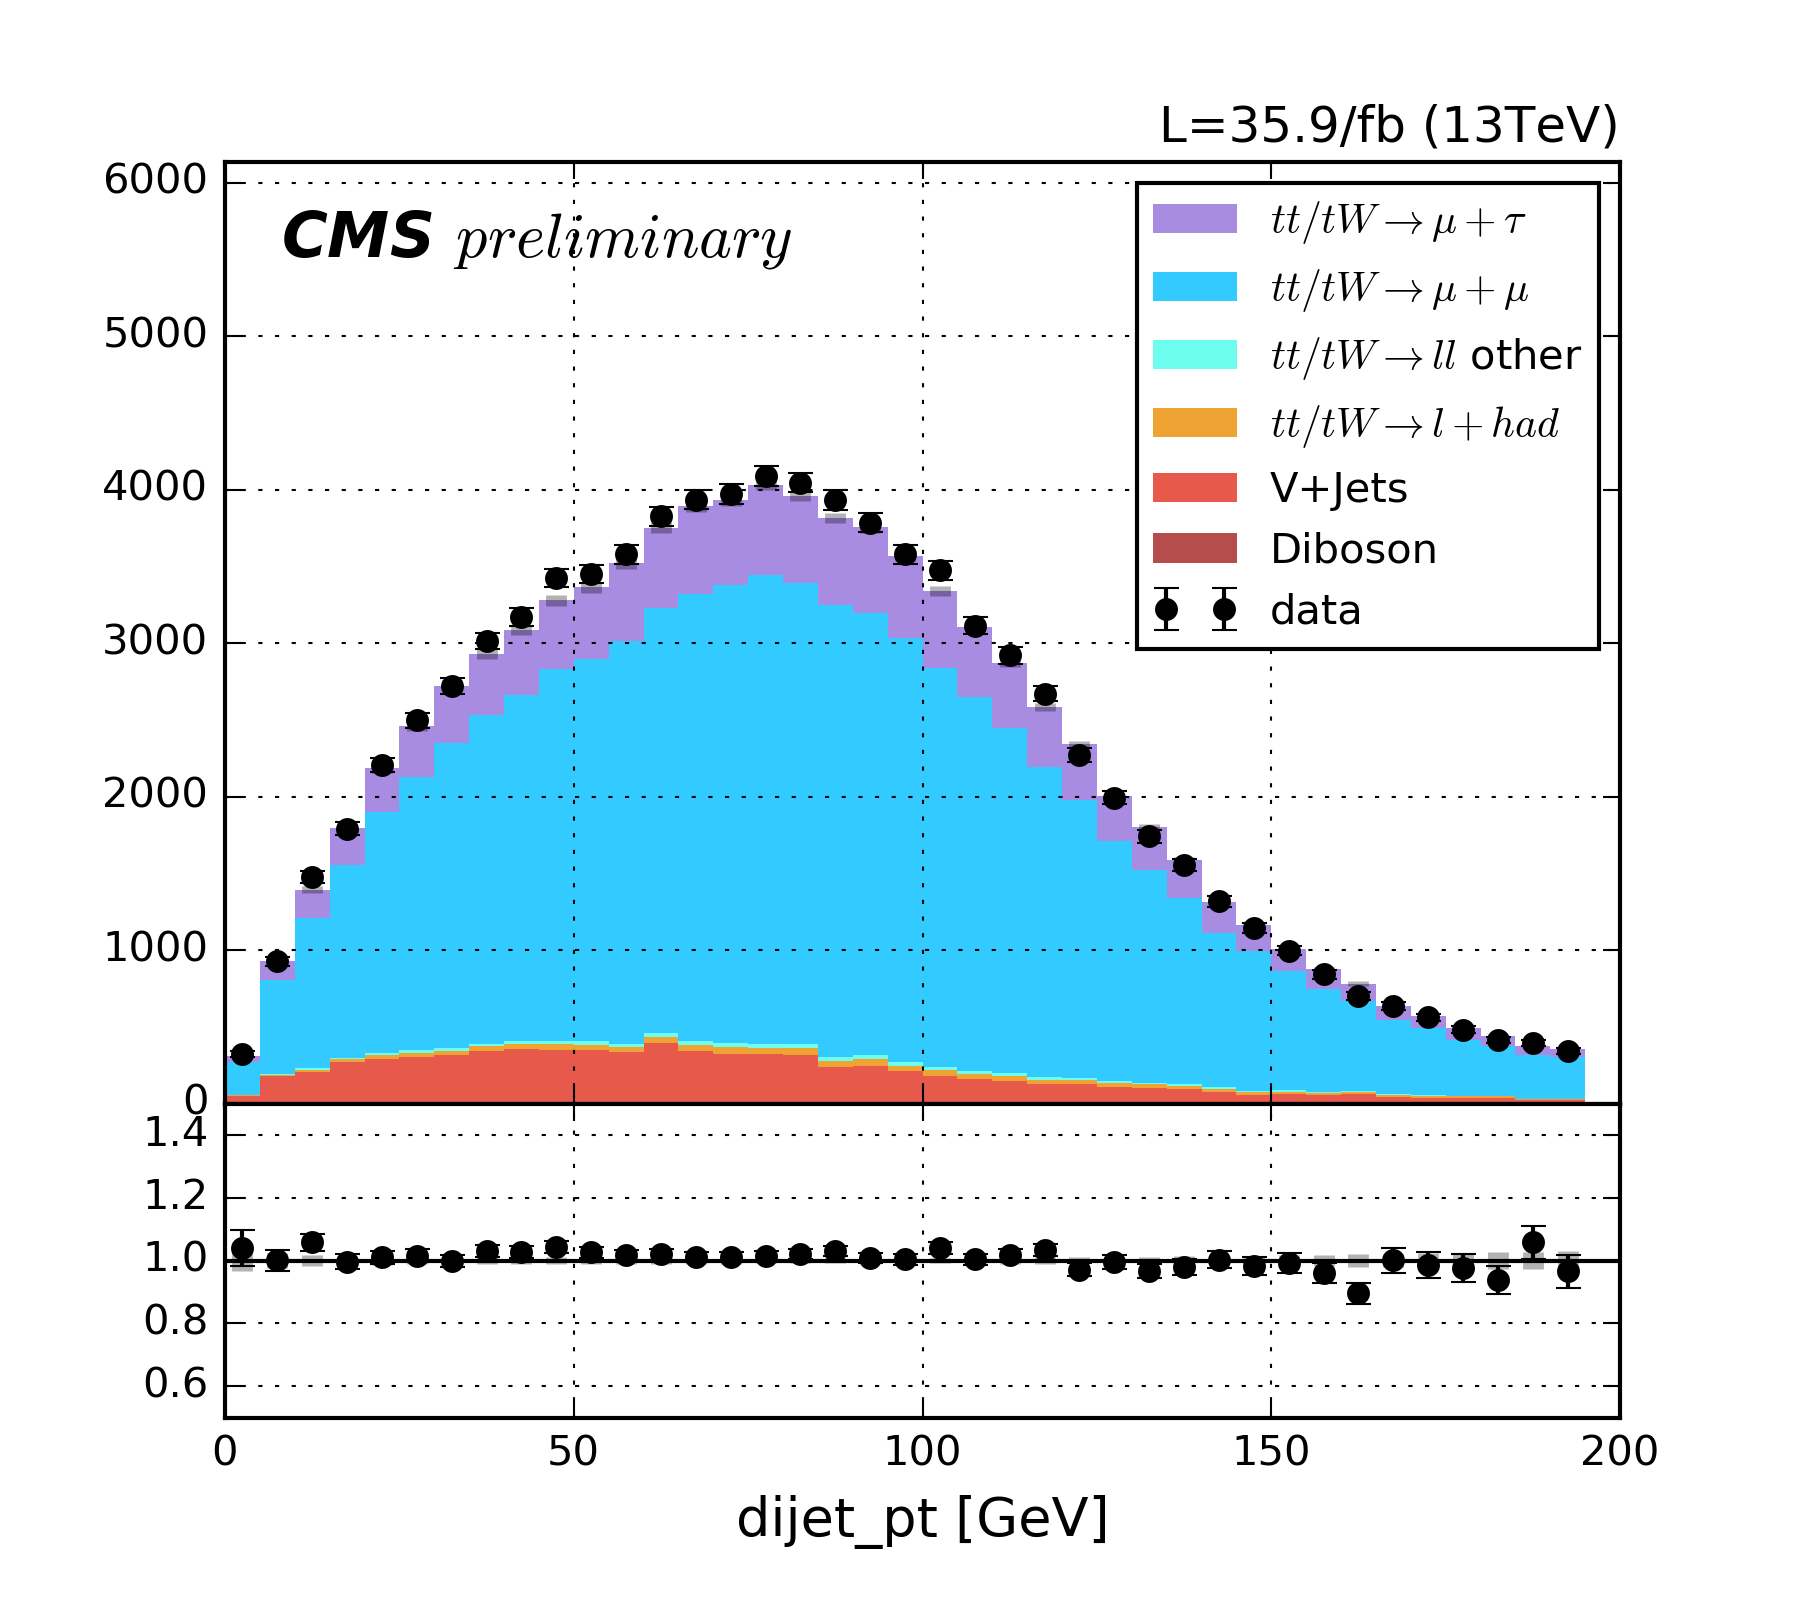 L=35.9/fb (13TeV)
CMS preliminary
6000
5000
4000
3000
2000
1000
0
tt/tW→μ+τ
tt/tW→μ+μ
tt/tW→ll other
tt/tW→l+had
V+Jets
Diboson
data
1.4
1.2
1.0
0.8
0.6
0 50 100 150 200
dijet_pt [GeV]